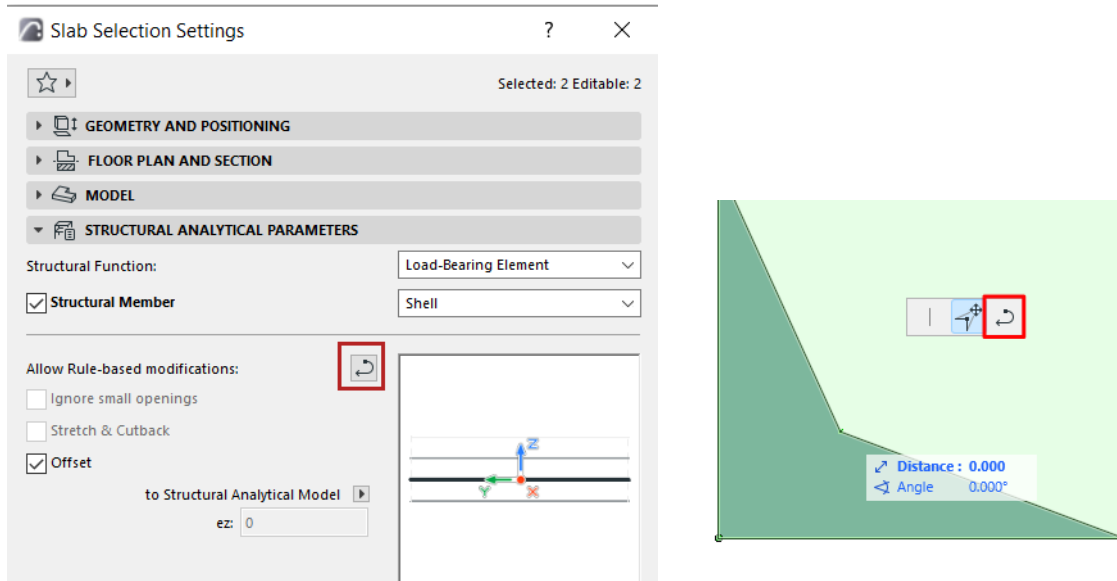 Slab Selection Settings
?
Selected: 2 Editable: 2
GEOMETRY AND POSITIONING
FLOOR PLAN AND SECTION
MODEL
STRUCTURAL ANALYTICAL PARAMETERS
Structural Function:
Load-Bearing Element
Structural Member
Shell
Allow Rule-based modifications:
Ignore small openings
Stretch & Cutback
Offset
to Structural Analytical Model
ez: 0
Z
Y
X
Distance : 0.000
Angle 0.000°